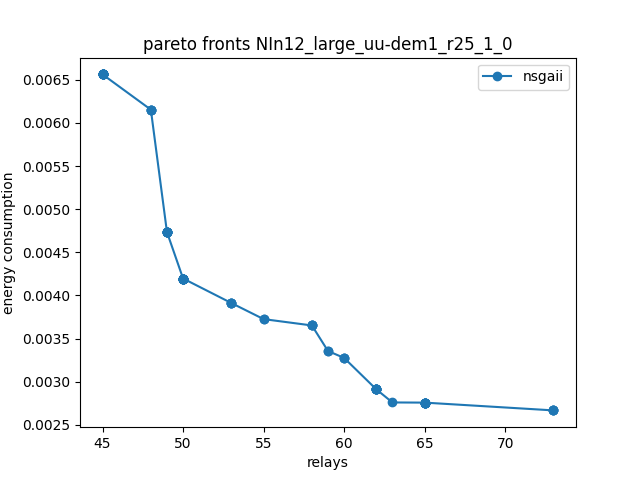 pareto fronts NIn12_large_uu-dem1_r25_1_0
nsgaii
energy consumption
0.0065
0.0060
0.0055
0.0050
0.0045
0.0040
0.0035
0.0030
0.0025
45 50 55 60 65 70
relays